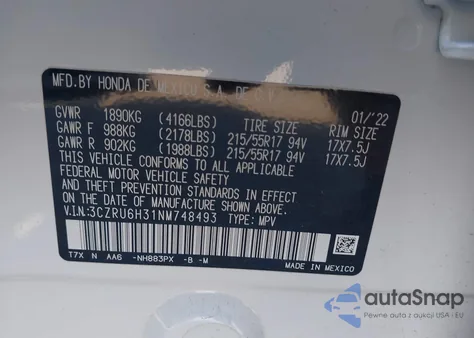 MFD.BY HONDA DE MEXICO S.A. DE C.V. 01/'22
GVWR 1890KG (4166LBS) TIRE SIZE RIM SIZE
GAWR F 988KG (2178LBS) 215/55R17 94V 17X7.5J
GAWR R 902KG (1988LBS) 215/55R17 94V 17X7.5J
THIS VEHICLE CONFORMS TO ALL APPLICABLE
FEDERAL MOTOR VEHICLE SAFETY AND
THEFT PREVENTION STANDARDS IN EFFECT ON
THE DATE OF MANUFACTURE SHOWN ABOVE.
V.I.N:3CZRU6H31NM748493 TYPE: MPV
T7X N AA6 -NH883PX -B -M
MADE IN MEXICO
autoSnap
Pewne auta z aukcji USA i EU